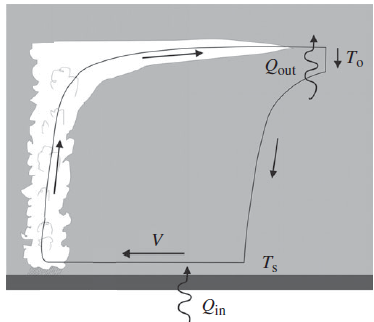 Q_out T_o
V
T_s
Q_in